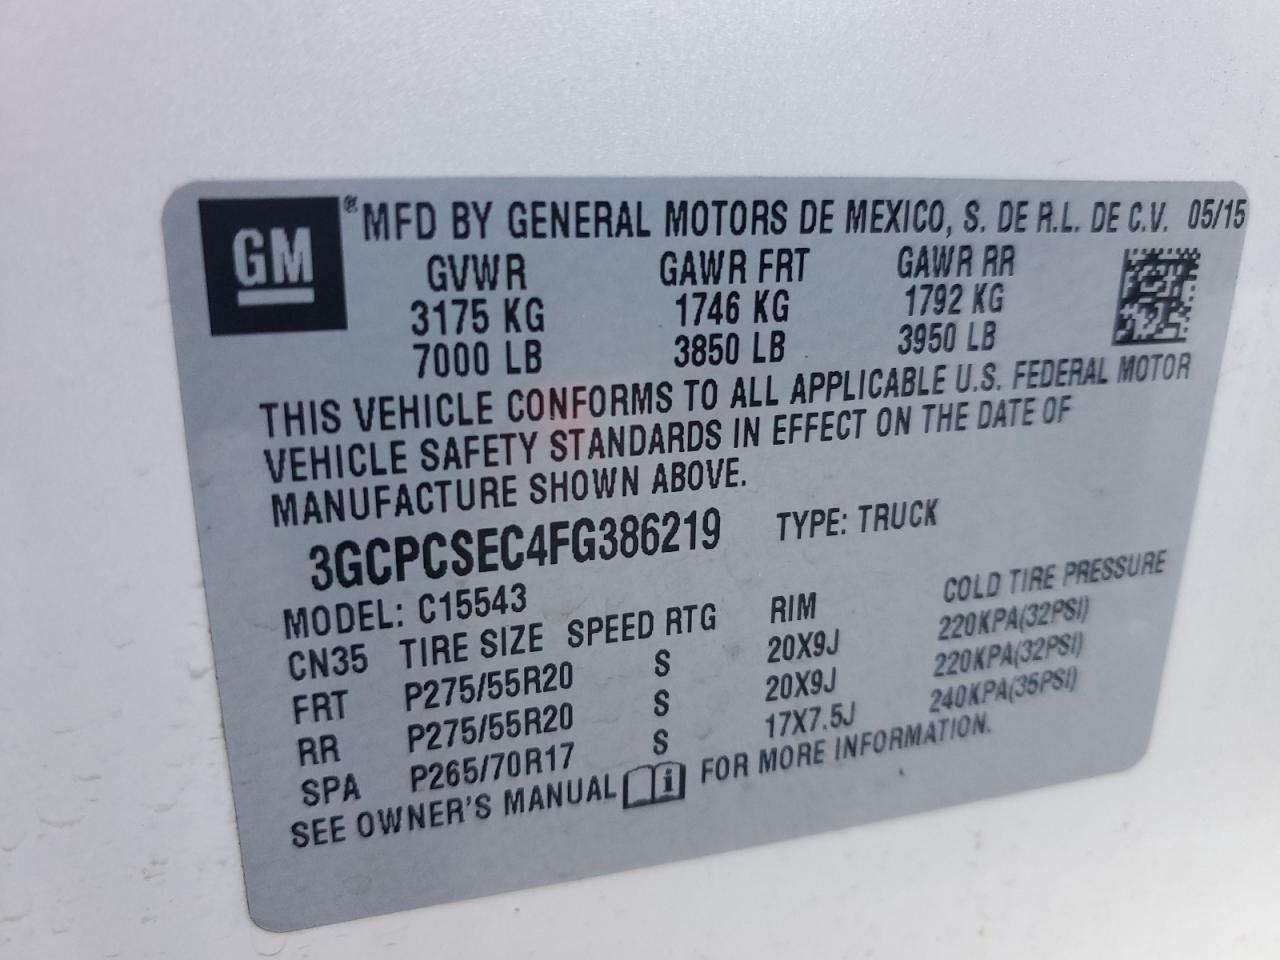 GM ® MFD BY GENERAL MOTORS DE MEXICO, S. DE R.L. DE C.V. 05/15
GVWR GAWR FRT GAWR RR
3175 KG 1746 KG 1792 KG
7000 LB 3850 LB 3950 LB
THIS VEHICLE CONFORMS TO ALL APPLICABLE U.S. FEDERAL MOTOR
VEHICLE SAFETY STANDARDS IN EFFECT ON THE DATE OF
MANUFACTURE SHOWN ABOVE.
3GCPCSEC4FG386219 TYPE: TRUCK
MODEL: C15543
CN35 TIRE SIZE SPEED RTG RIM COLD TIRE PRESSURE
FRT P275/55R20 S 20X9J 220KPA(32PSI)
RR P275/55R20 S 20X9J 220KPA(32PSI)
SPA P265/70R17 S 17X7.5J 240KPA(35PSI)
SEE OWNER'S MANUAL i FOR MORE INFORMATION.